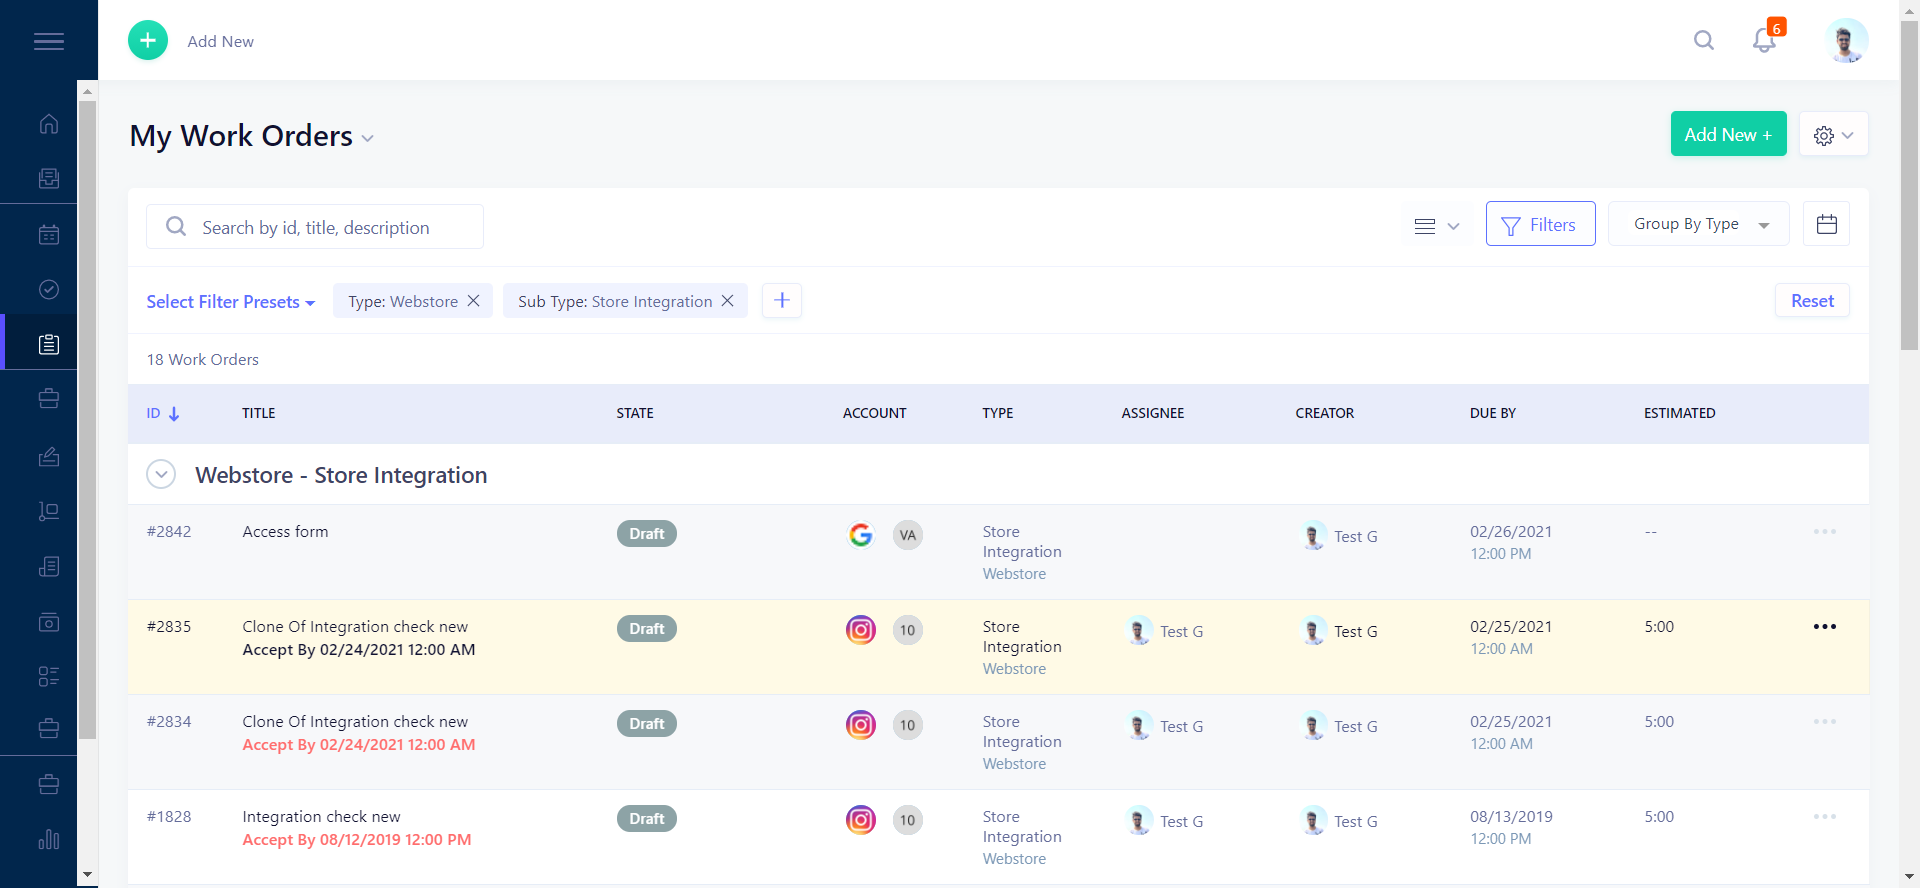 Add New
6
My Work Orders
Add New +
Search by id, title, description
Filters
Group By Type
Select Filter Presets
Type: Webstore
Sub Type: Store Integration
Reset
18 Work Orders
ID TITLE STATE ACCOUNT TYPE ASSIGNEE CREATOR DUE BY ESTIMATED
Webstore - Store Integration
#2842 Access form Draft VA Store Integration Webstore Test G 02/26/2021 12:00 PM --
#2835 Clone Of Integration check new Accept By 02/24/2021 12:00 AM Draft 10 Store Integration Webstore Test G Test G 02/25/2021 12:00 AM 5:00
#2834 Clone Of Integration check new Accept By 02/24/2021 12:00 AM Draft 10 Store Integration Webstore Test G Test G 02/25/2021 12:00 AM 5:00
#1828 Integration check new Accept By 08/12/2019 12:00 PM Draft 10 Store Integration Webstore Test G Test G 08/13/2019 12:00 PM 5:00